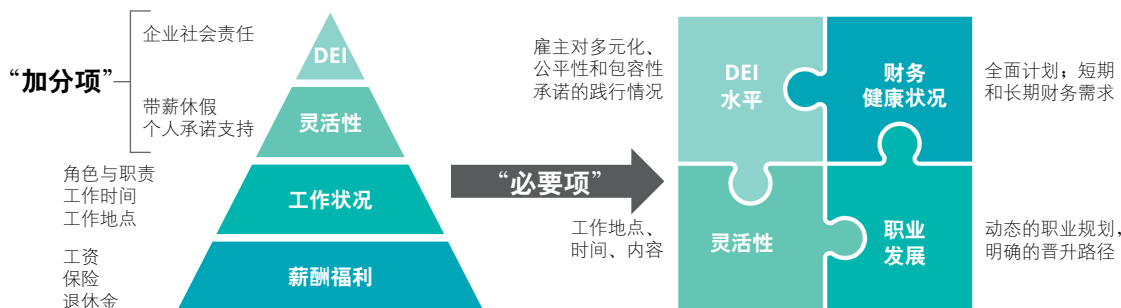 企业社会责任
“加分项”
带薪休假
个人承诺支持
角色与职责
工作时间
工作地点
工资
保险
退休金
DEI
灵活性
工作状况
薪酬福利
“必要项”
雇主对多元化、
公平性和包容性
承诺的践行情况
工作地点、
时间、内容
DEI
水平
财务
健康状况
灵活性
职业
发展
全面计划；短期
和长期财务需求
动态的职业规划，
明确的晋升路径